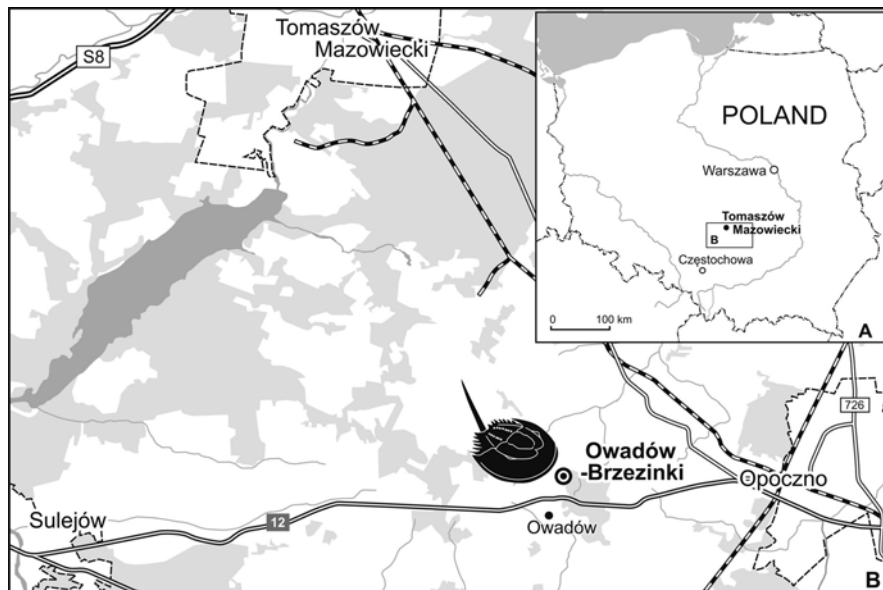 Tomaszów
Mazowiecki
S8
POLAND
Warszawa
Tomaszów
Mazowiecki
B
Częstochowa
0 100 km
A
726
Owadów
-Brzezinki
Opoczno
Sulejów
12
Owadów
B